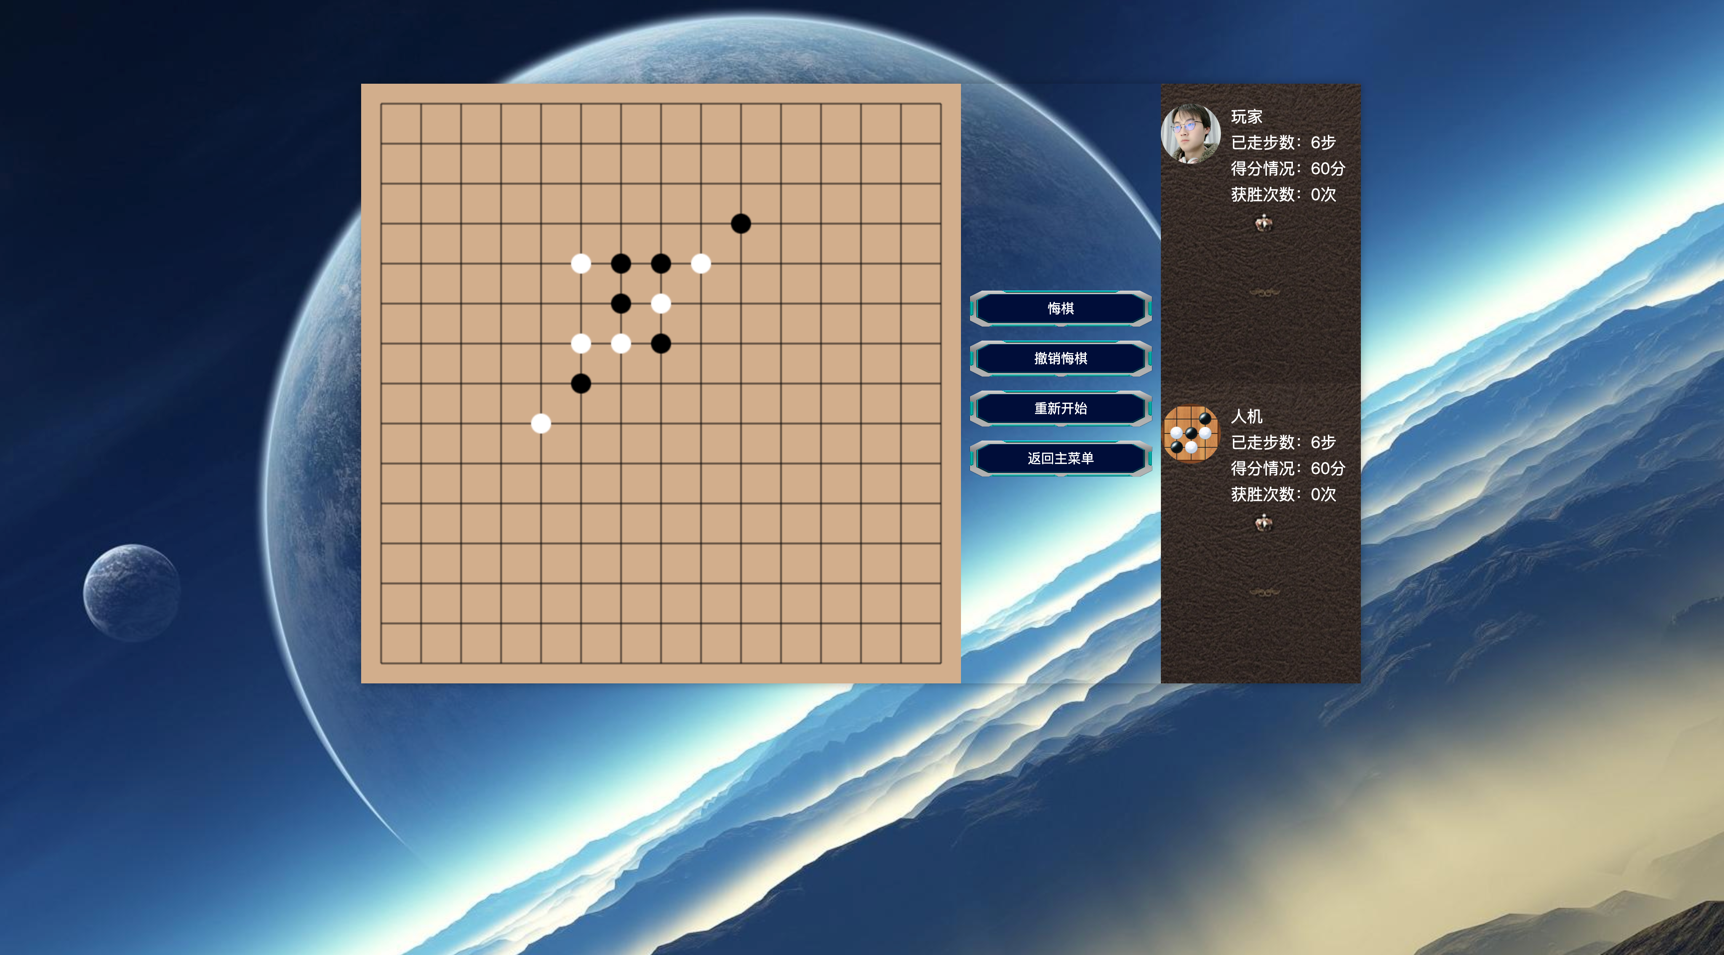 玩家
已走步数：6步
得分情况：60分
获胜次数：0次
悔棋
撤销悔棋
重新开始
返回主菜单
人机
已走步数：6步
得分情况：60分
获胜次数：0次